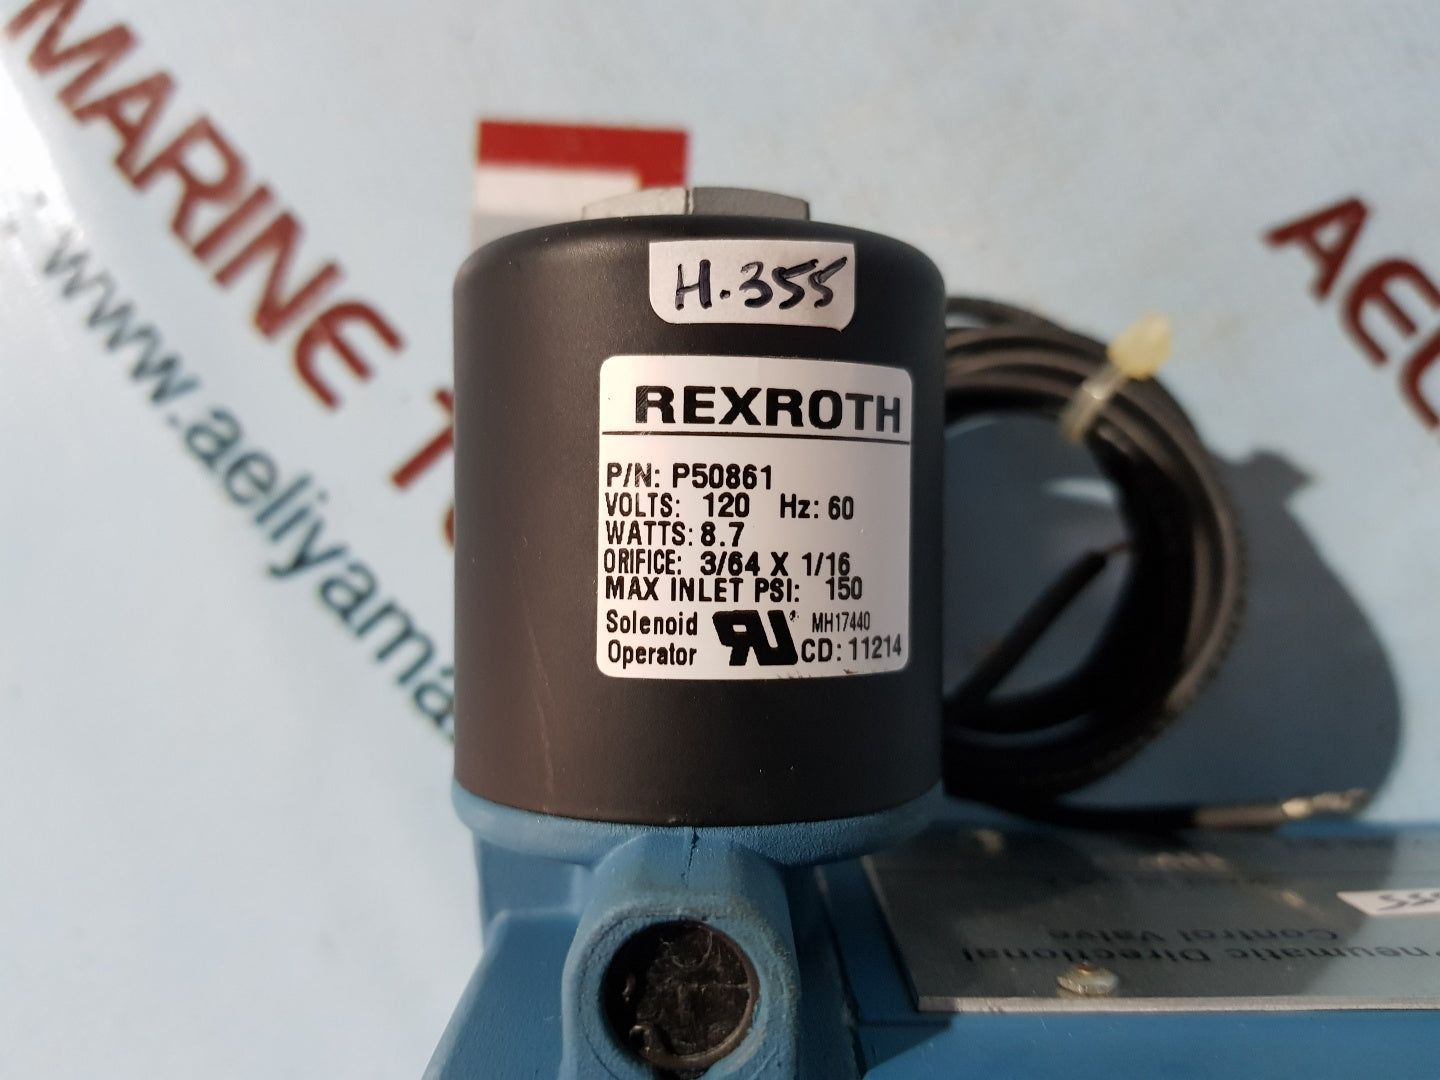 MARINE
www.aeliyama
AEL
H.355
REXROTH
P/N: P50861
VOLTS: 120 Hz: 60
WATTS: 8.7
ORIFICE: 3/64 X 1/16
MAX INLET PSI: 150
Solenoid MH17440
Operator CD: 11214
Pneumatic Directional
Control Valve